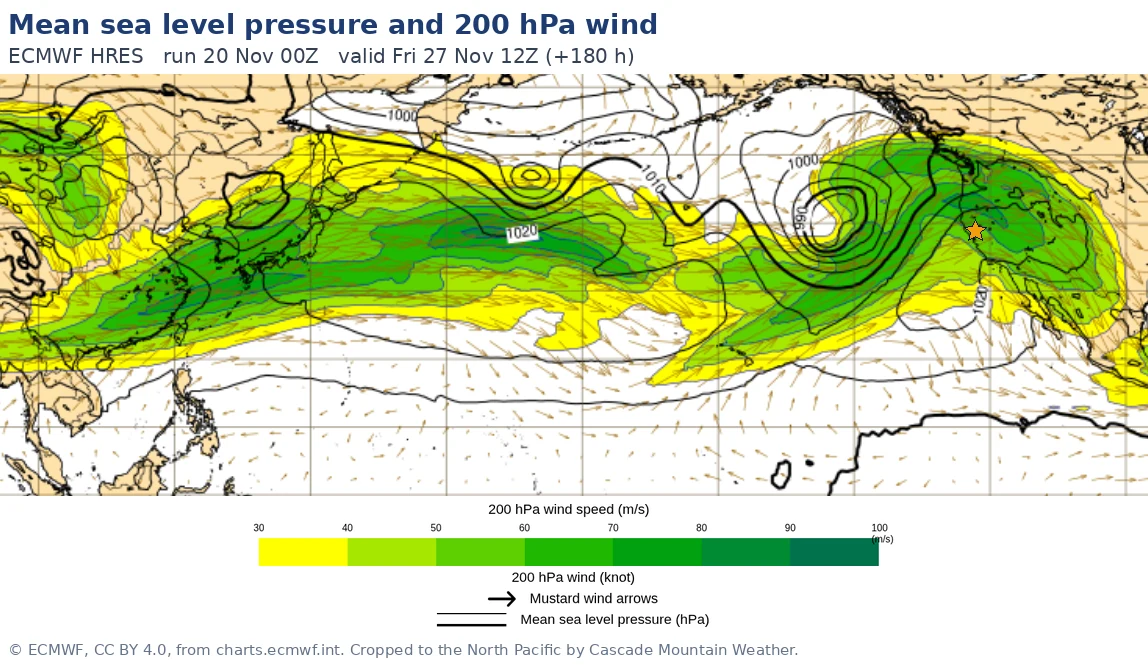 Mean sea level pressure and 200 hPa wind
ECMWF HRES run 20 Nov 00Z valid Fri 27 Nov 12Z (+180 h)
1000
1010
1000
990
1020
1020
200 hPa wind speed (m/s)
30 40 50 60 70 80 90 100
(m/s)
200 hPa wind (knot)
Mustard wind arrows
Mean sea level pressure (hPa)
© ECMWF, CC BY 4.0, from charts.ecmwf.int. Cropped to the North Pacific by Cascade Mountain Weather.